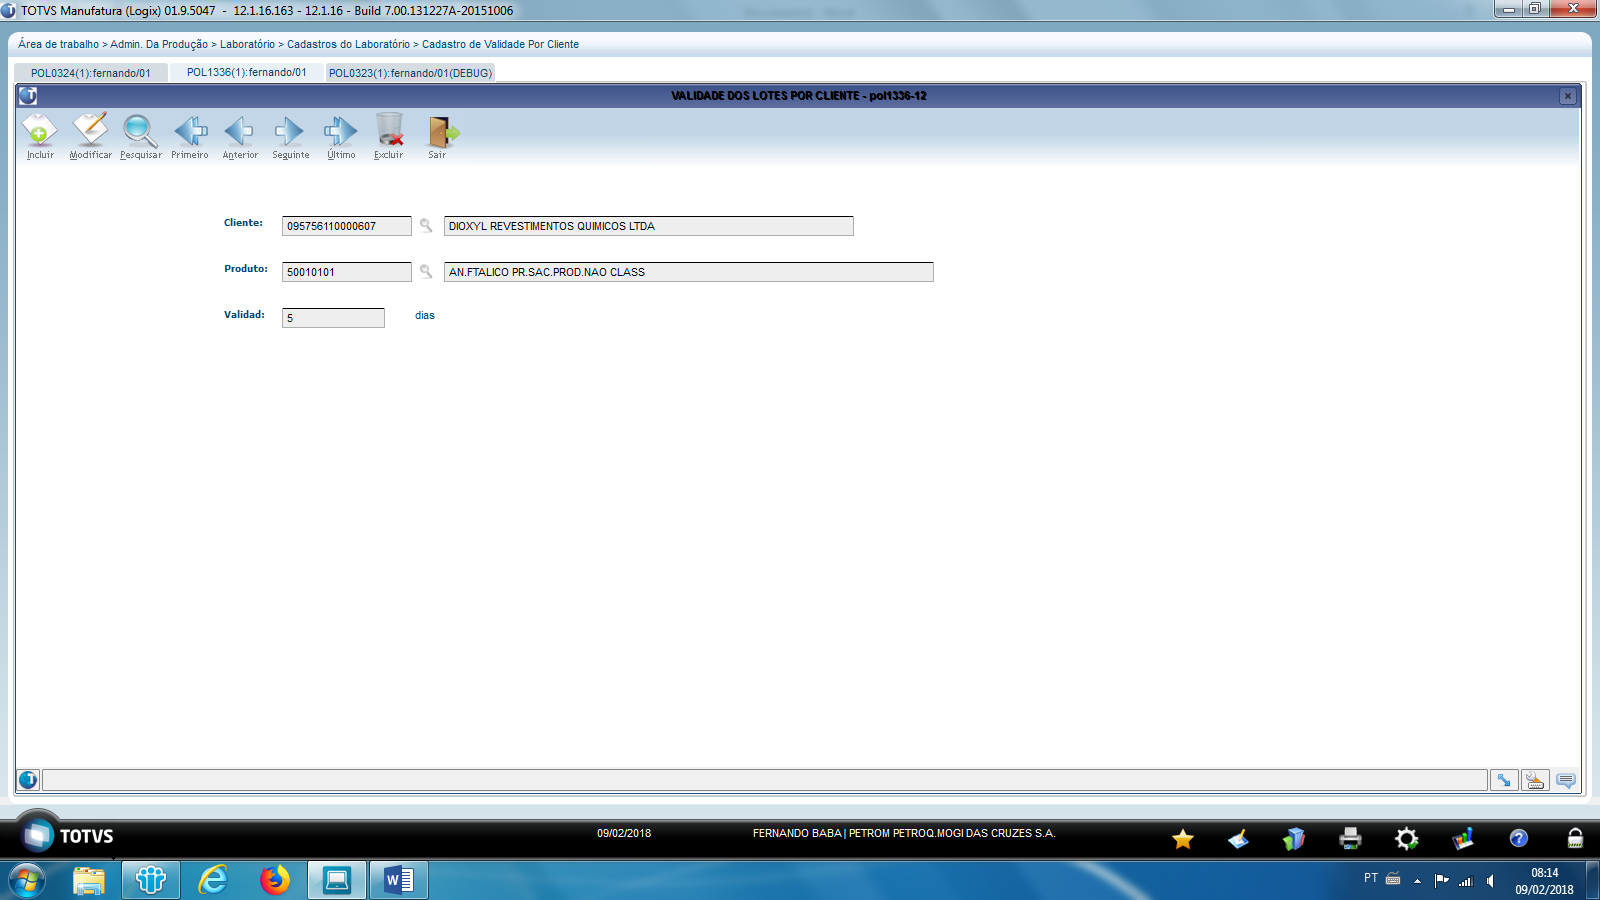 TOTVS Manufatura (Logix) 01.9.5047 - 12.1.16.163 - 12.1.16 - Build 7.00.131227A-20151006
Área de trabalho > Admin. Da Produção > Laboratório > Cadastros do Laboratório > Cadastro de Validade Por Cliente
POL0324(1):fernando/01 POL1336(1):fernando/01 POL0323(1):fernando/01(DEBUG)
VALIDADE DOS LOTES POR CLIENTE - pol1336-12
Incluir Modificar Pesquisar Primeiro Anterior Seguinte Último Excluir Sair
Cliente: 095756110000607 DIOXYL REVESTIMENTOS QUIMICOS LTDA
Produto: 50010101 AN.FTALICO PR.SAC.PROD.NAO CLASS
Validad: 5 dias
TOTVS 09/02/2018 FERNANDO BABA | PETROM PETROQ.MOGI DAS CRUZES S.A.
PT 08:14
09/02/2018